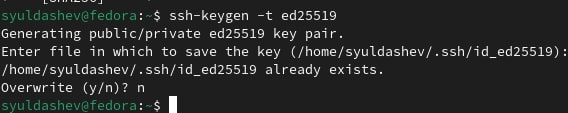 syuldashev@fedora:~$ ssh-keygen -t ed25519
Generating public/private ed25519 key pair.
Enter file in which to save the key (/home/syuldashev/.ssh/id_ed25519):
/home/syuldashev/.ssh/id_ed25519 already exists.
Overwrite (y/n)? n
syuldashev@fedora:~$